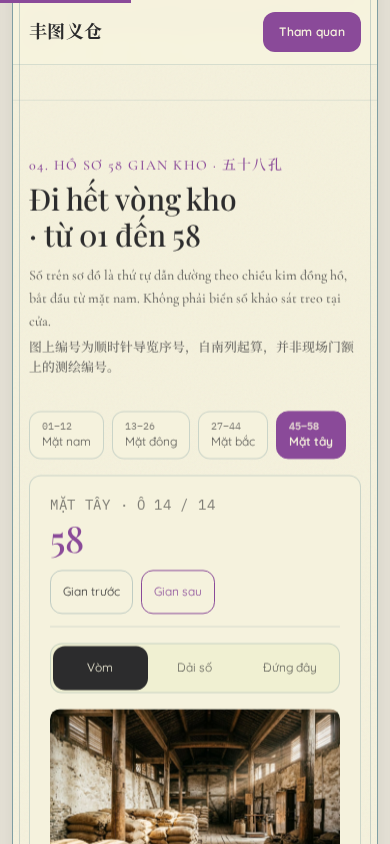 丰图义仓
Tham quan
04. HỒ SƠ 58 GIAN KHO · 五十八孔
Đi hết vòng kho
· từ 01 đến 58
Số trên sơ đồ là thứ tự dẫn đường theo chiều kim đồng hồ,
bắt đầu từ mặt nam. Không phải biển số khảo sát treo tại
cửa.
图上编号为顺时针导览序号，自南列起算，并非现场门额
上的测绘编号。
01–12
Mặt nam
13–26
Mặt đông
27–44
Mặt bắc
45–58
Mặt tây
MẶT TÂY · Ô 14 / 14
58
Gian trước
Gian sau
Vòm
Dải số
Đứng đây